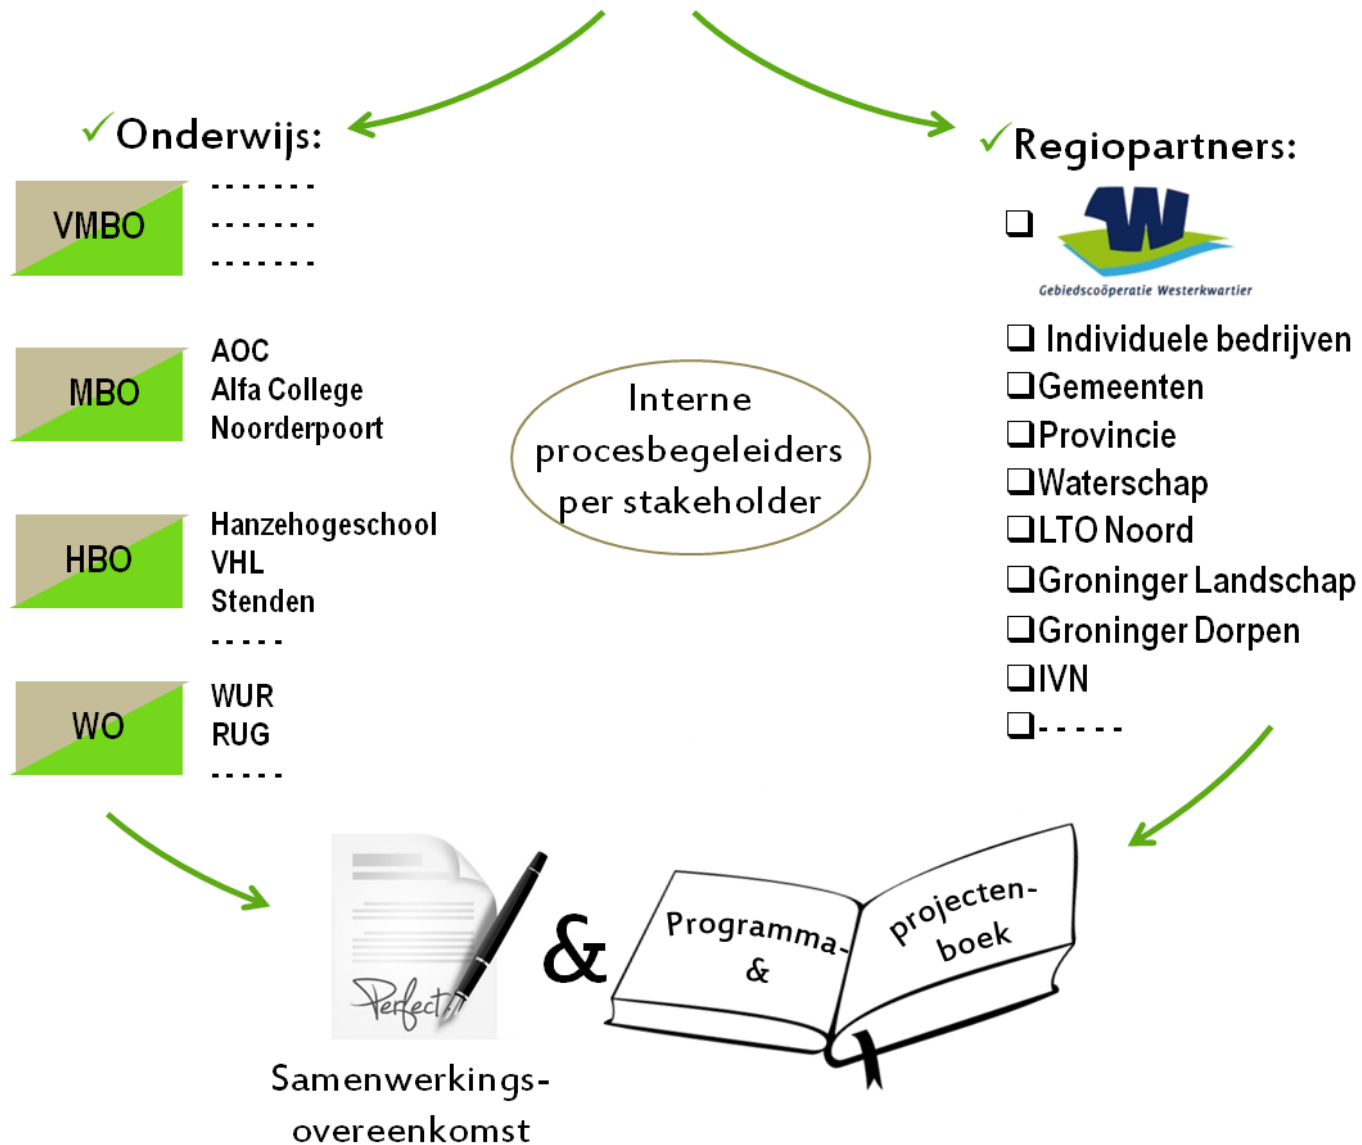 ✓Onderwijs:
VMBO
- - - - - - -
- - - - - - -
- - - - - - -
MBO
AOC
Alfa College
Noorderpoort
HBO
Hanzehogeschool
VHL
Stenden
- - - - -
WO
WUR
RUG
- - - - -
Interne
procesbegeleiders
per stakeholder
✓Regiopartners:
❑ W
Gebiedscoöperatie Westerkwartier
❑ Individuele bedrijven
❑Gemeenten
❑Provincie
❑Waterschap
❑LTO Noord
❑Groninger Landschap
❑Groninger Dorpen
❑IVN
❑- - - - -
Perfect
&
Programma-
&
projecten-
boek
Samenwerkings-
overeenkomst